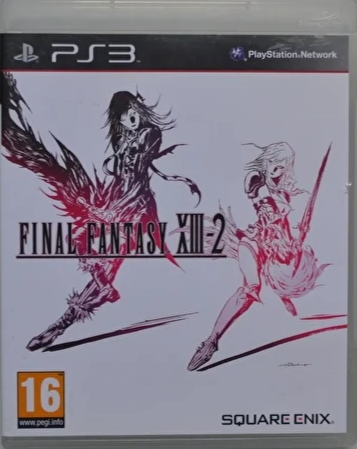 PS3
PlayStation®Network
FINAL FANTASY XIII-2
16
www.pegi.info
SQUARE ENIX.